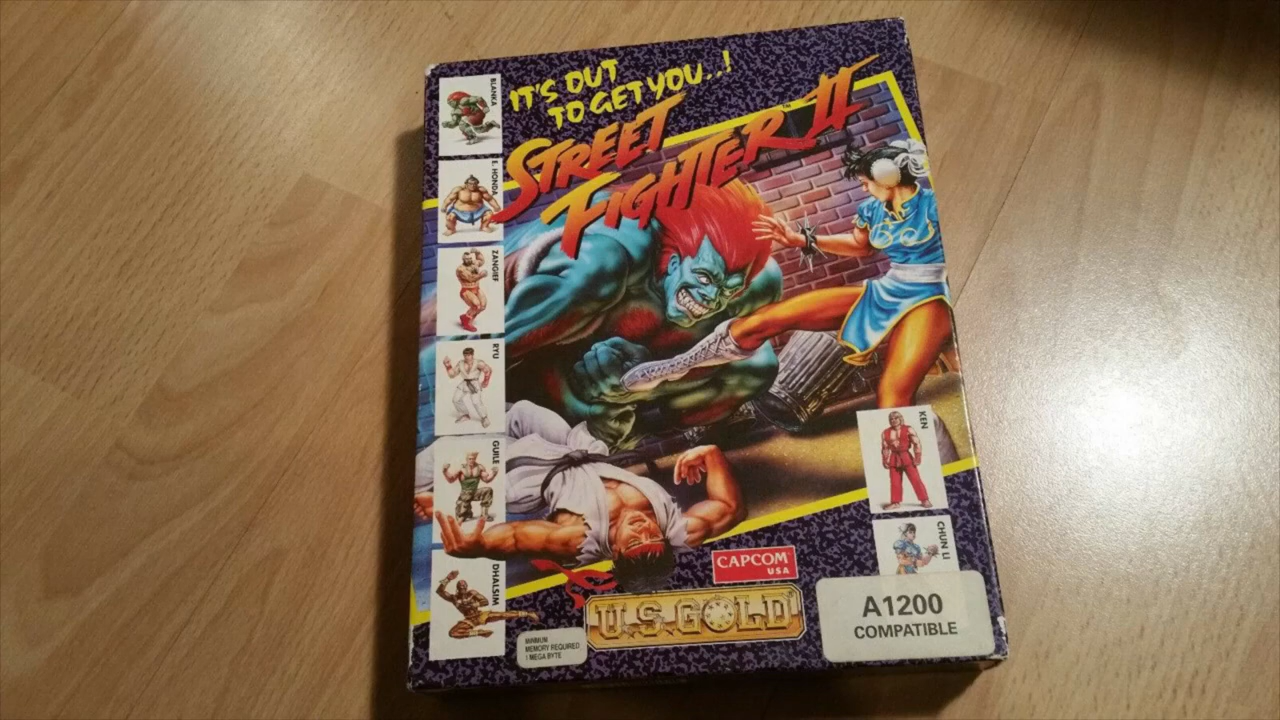 IT'S OUT
TO GET YOU..!
STREET
FIGHTER II
TM
BLANKA
E. HONDA
ZANGIEF
RYU
GUILE
DHALSIM
KEN
CHUN LI
CAPCOM
USA
U.S. GOLD
MINIMUM
MEMORY REQUIRED
1 MEGA BYTE
A1200
COMPATIBLE